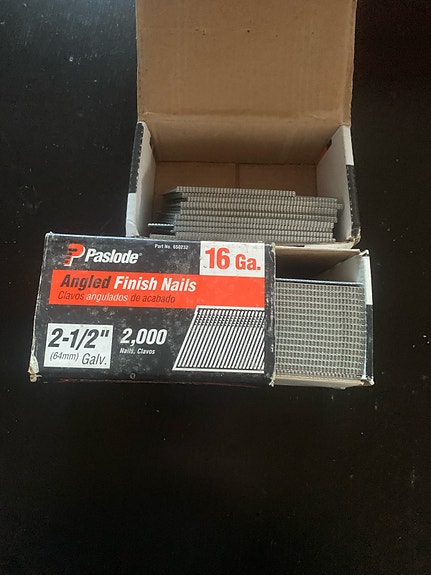 Part No. 650232
Paslode®
16 Ga.
Angled Finish Nails
Clavos angulados de acabado
2-1/2"
(64mm) Galv.
2,000
Nails, Clavos